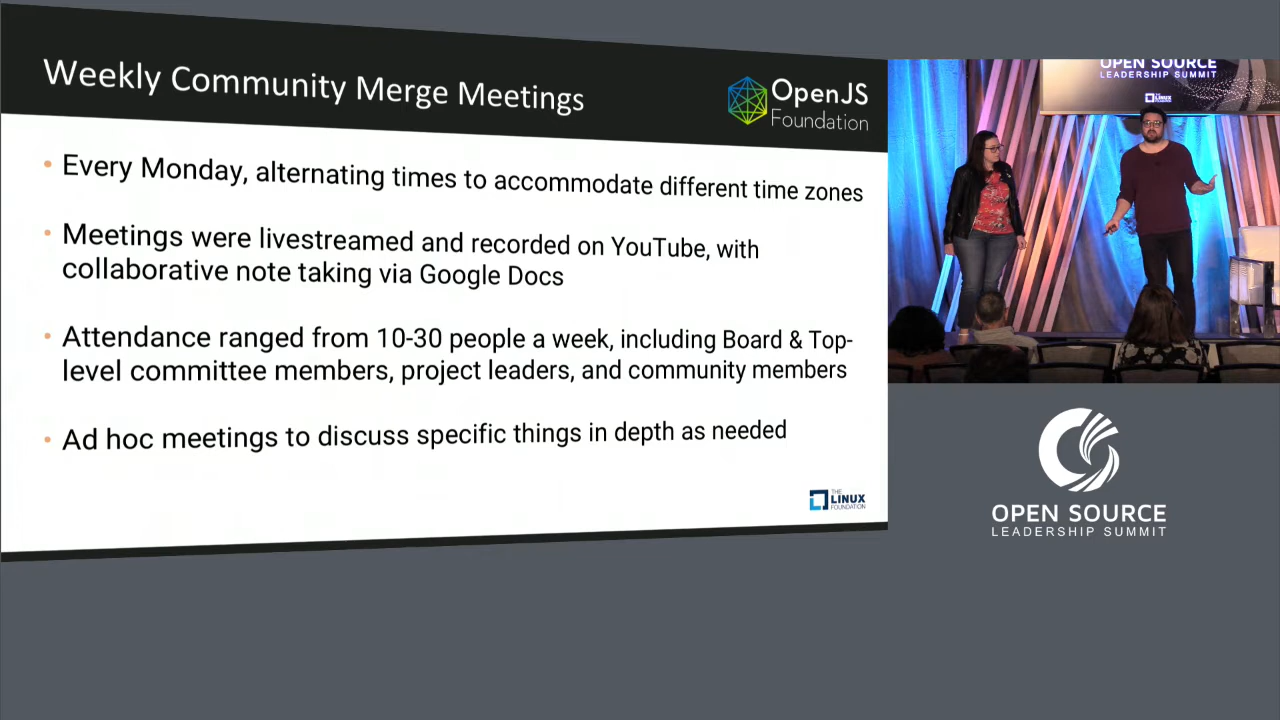 Weekly Community Merge Meetings
OpenJS
Foundation
• Every Monday, alternating times to accommodate different time zones
• Meetings were livestreamed and recorded on YouTube, with
collaborative note taking via Google Docs
• Attendance ranged from 10-30 people a week, including Board & Top-
level committee members, project leaders, and community members
• Ad hoc meetings to discuss specific things in depth as needed
THE
LINUX
FOUNDATION
OPEN SOURCE
LEADERSHIP SUMMIT
LINUX
OPEN SOURCE
LEADERSHIP SUMMIT